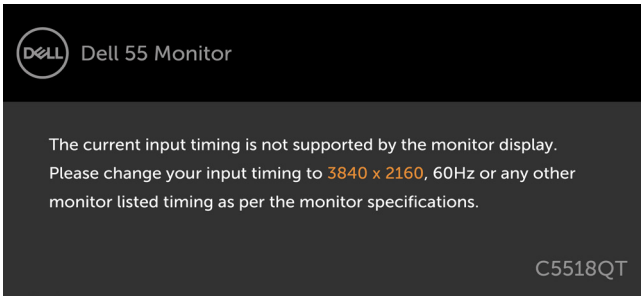 DELL
Dell 55 Monitor
The current input timing is not supported by the monitor display.
Please change your input timing to 3840 x 2160, 60Hz or any other
monitor listed timing as per the monitor specifications.
C5518QT